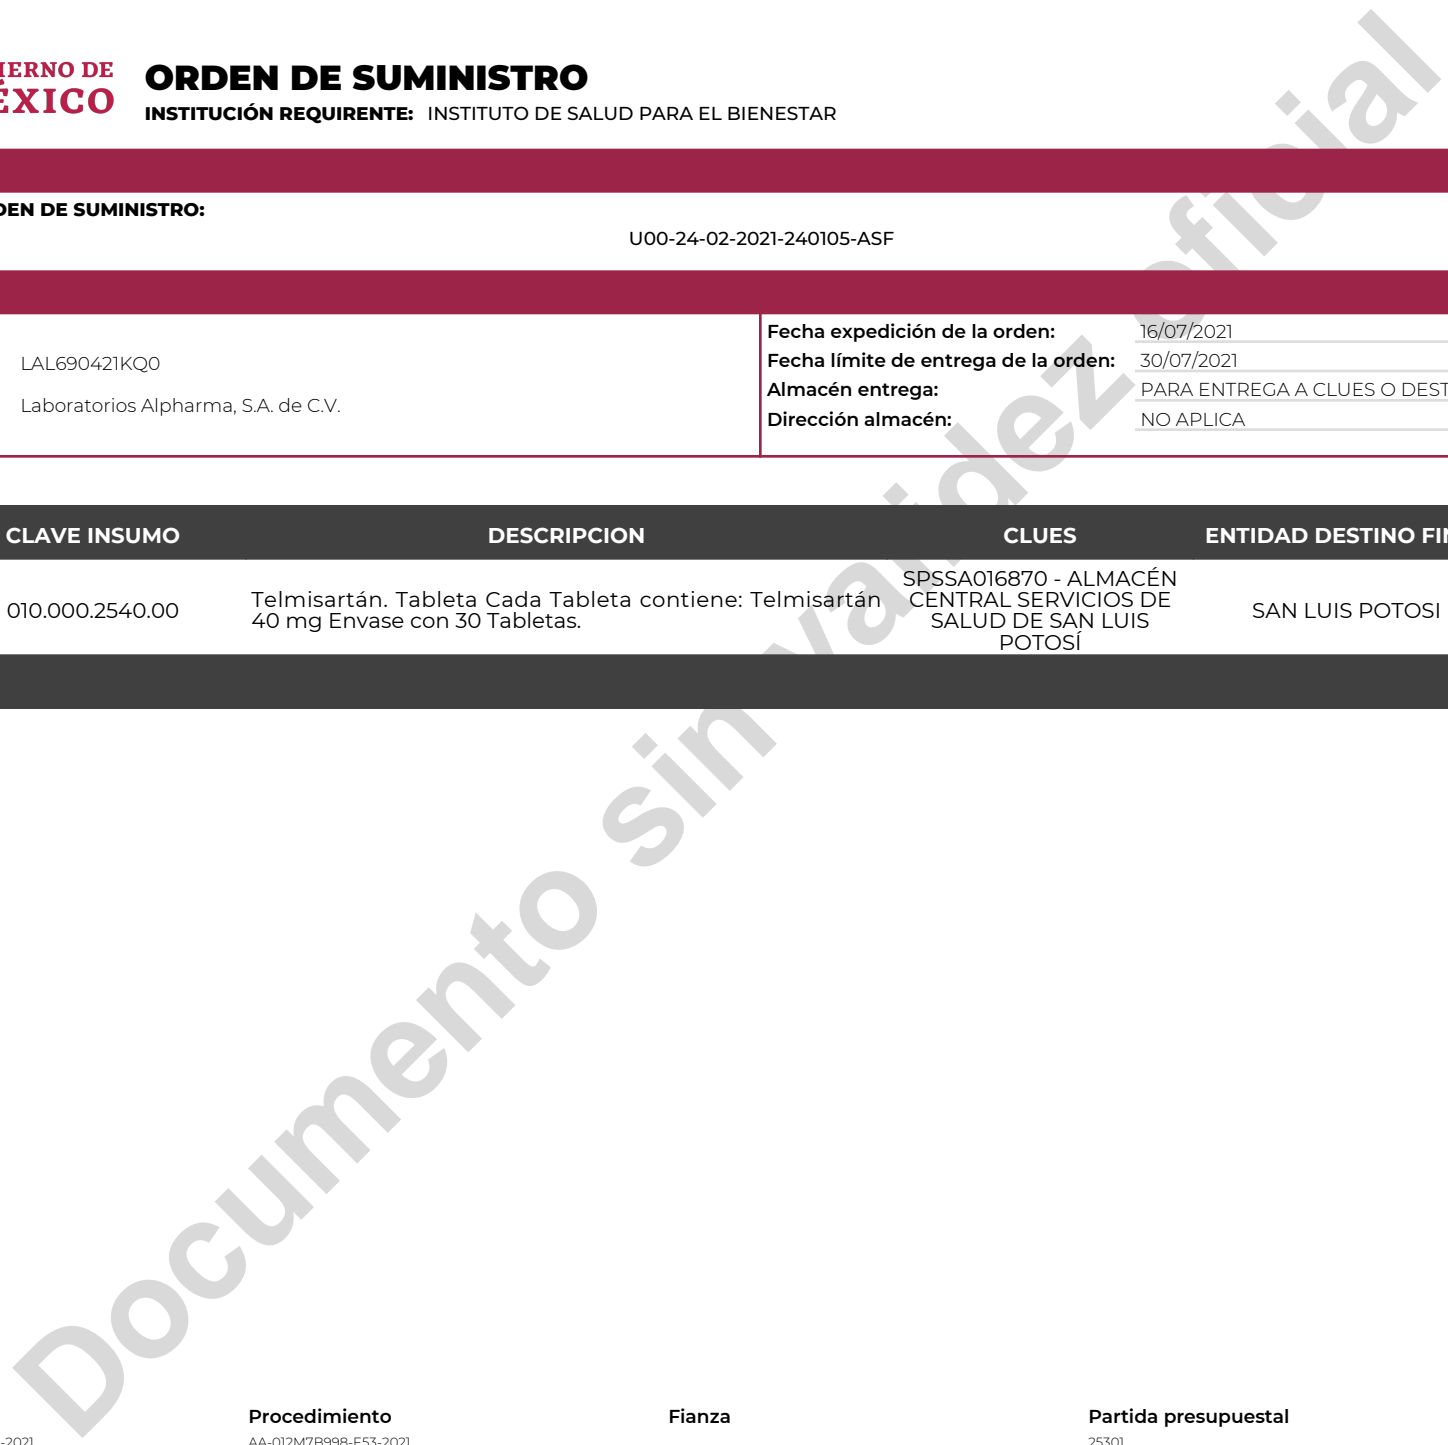 IERNO DE
ÉXICO
ORDEN DE SUMINISTRO
INSTITUCIÓN REQUIRENTE: INSTITUTO DE SALUD PARA EL BIENESTAR
DEN DE SUMINISTRO:
U00-24-02-2021-240105-ASF
LAL690421KQ0
Laboratorios Alpharma, S.A. de C.V.
Fecha expedición de la orden: 16/07/2021
Fecha límite de entrega de la orden: 30/07/2021
Almacén entrega: PARA ENTREGA A CLUES O DEST
Dirección almacén: NO APLICA
CLAVE INSUMO DESCRIPCION CLUES ENTIDAD DESTINO FIN
010.000.2540.00
Telmisartán. Tableta Cada Tableta contiene: Telmisartán
40 mg Envase con 30 Tabletas.
SPSSA016870 - ALMACÉN
CENTRAL SERVICIOS DE
SALUD DE SAN LUIS
POTOSÍ
SAN LUIS POTOSI
Documento sin validez oficial
Procedimiento Fianza Partida presupuestal
-2021 AA-012M7B998-E53-2021 25301